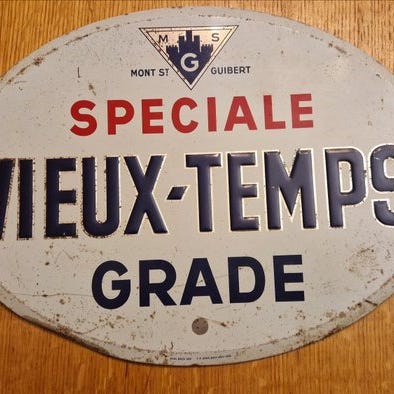 M S
G
MONT ST GUIBERT
SPECIALE
VIEUX-TEMPS
GRADE